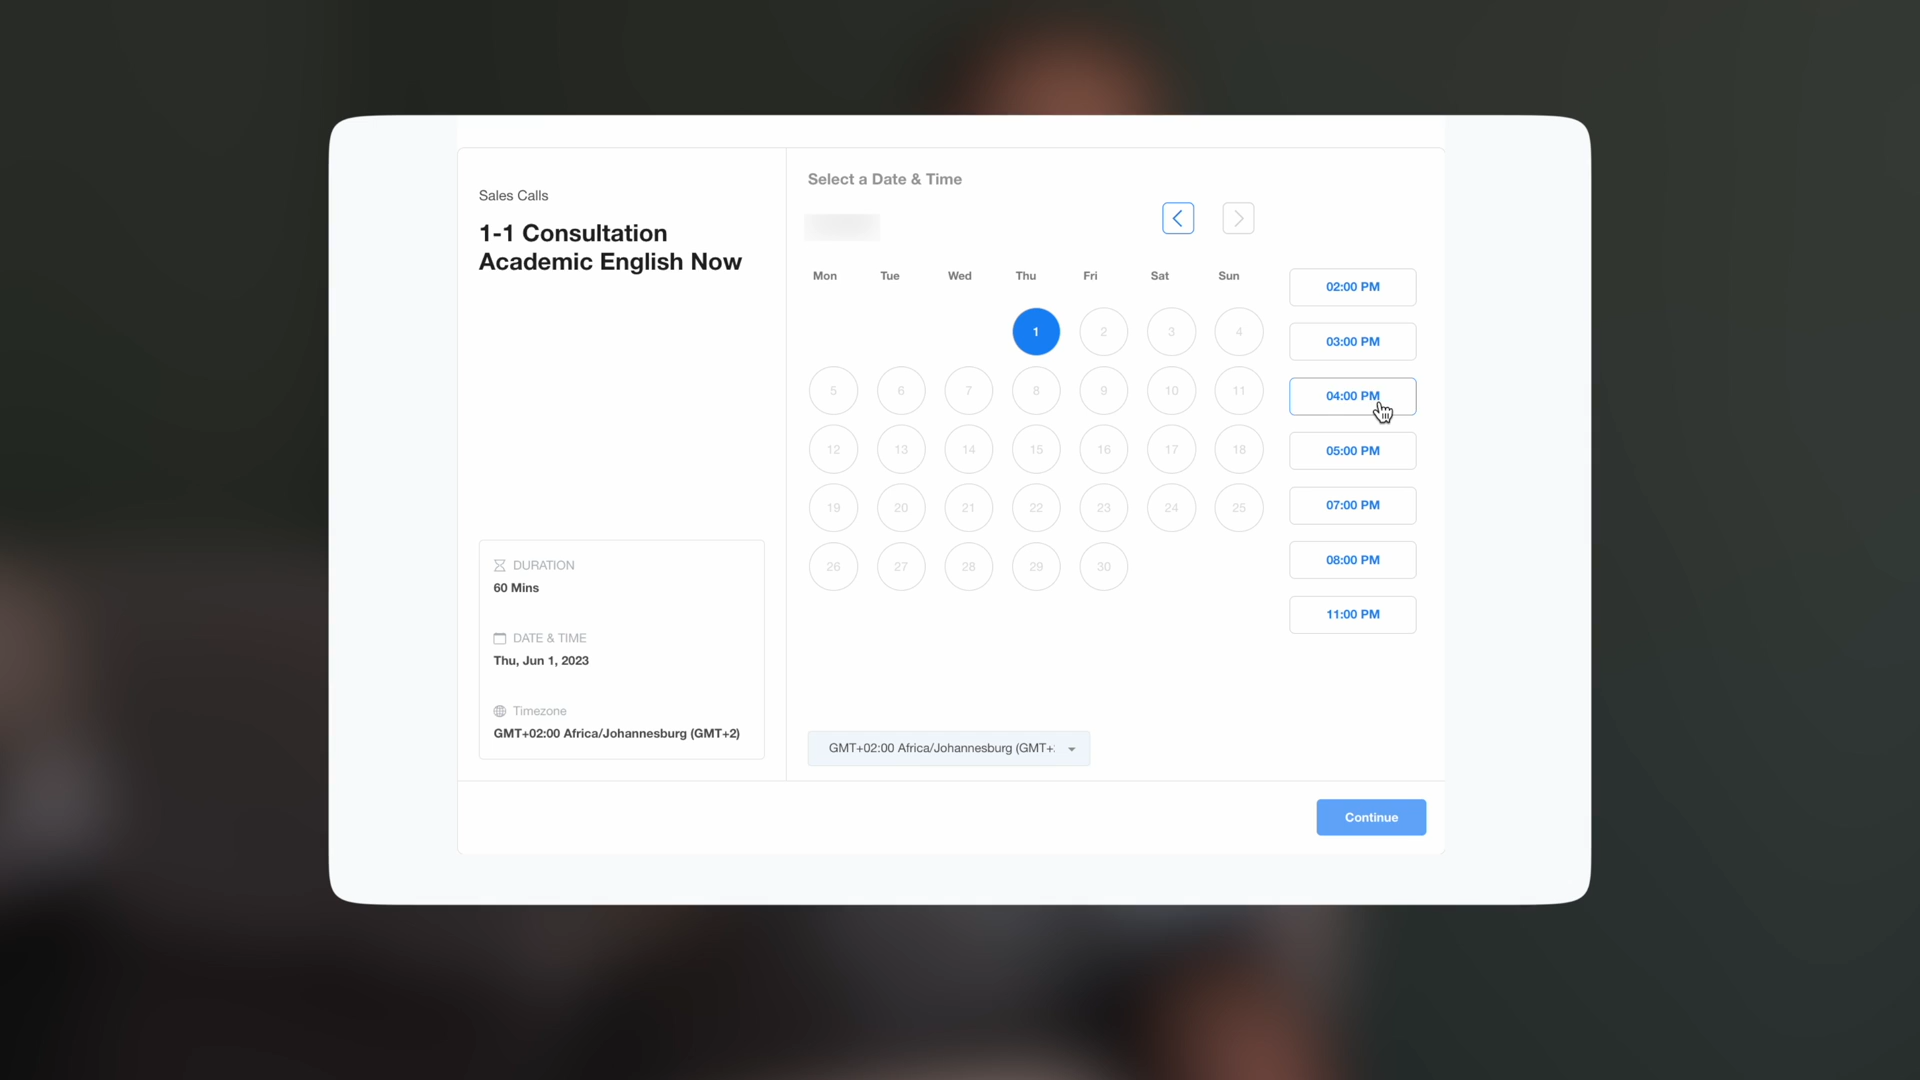 Sales Calls
1-1 Consultation
Academic English Now
DURATION
60 Mins
DATE & TIME
Thu, Jun 1, 2023
Timezone
GMT+02:00 Africa/Johannesburg (GMT+2)
Select a Date & Time
Mon Tue Wed Thu Fri Sat Sun
1 2 3 4
5 6 7 8 9 10 11
12 13 14 15 16 17 18
19 20 21 22 23 24 25
26 27 28 29 30
GMT+02:00 Africa/Johannesburg (GMT+
02:00 PM
03:00 PM
04:00 PM
05:00 PM
07:00 PM
08:00 PM
11:00 PM
Continue